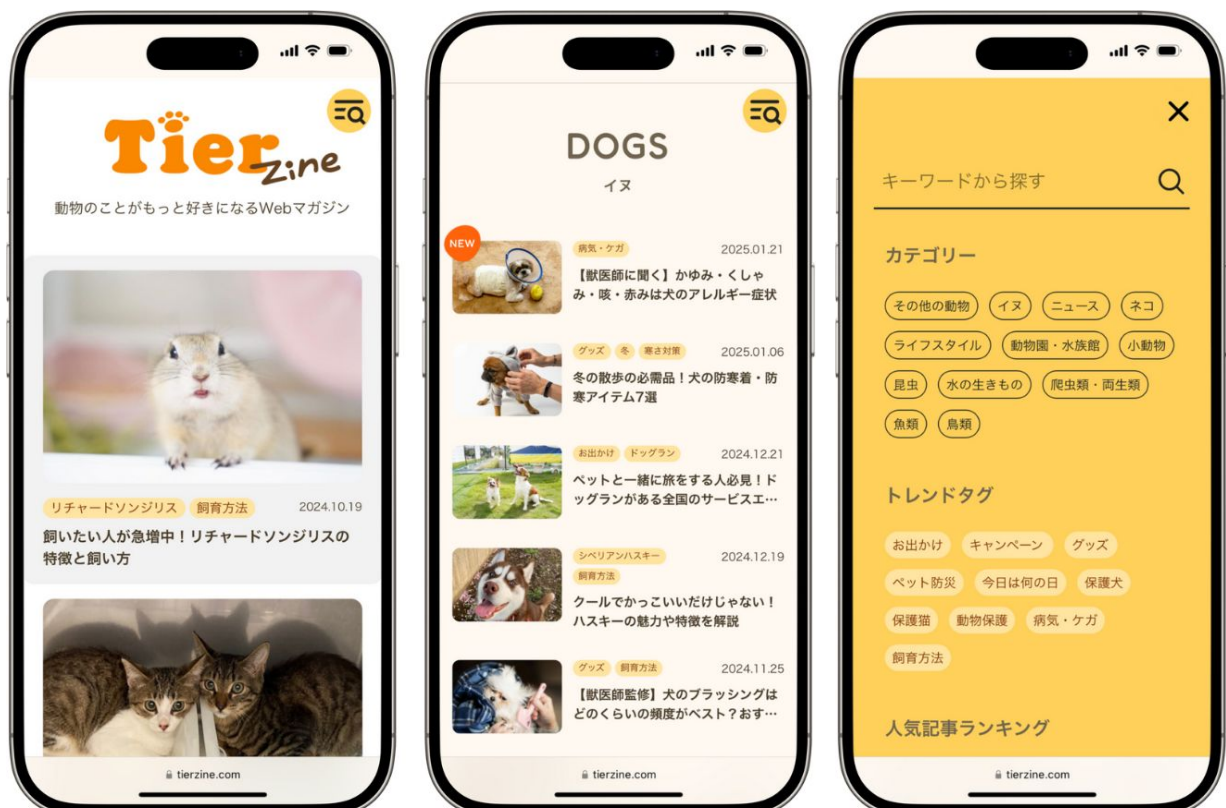 Tier
zine
動物のことがもっと好きになるWebマガジン
リチャードソンジリス 飼育方法 2024.10.19
飼いたい人が急増中！リチャードソンジリスの
特徴と飼い方
tierzine.com
DOGS
イヌ
NEW
病気・ケガ 2025.01.21
【獣医師に聞く】かゆみ・くしゃ
み・咳・赤みは犬のアレルギー症状
グッズ 冬 寒さ対策 2025.01.06
冬の散歩の必需品！犬の防寒着・防
寒アイテム7選
お出かけ ドッグラン 2024.12.21
ペットと一緒に旅をする人必見！ド
ッグランがある全国のサービスエ…
シベリアンハスキー 2024.12.19
飼育方法
クールでかっこいいだけじゃない！
ハスキーの魅力や特徴を解説
グッズ 飼育方法 2024.11.25
【獣医師監修】犬のブラッシングは
どのくらいの頻度がベスト？おす…
tierzine.com
キーワードから探す
カテゴリー
その他の動物 イヌ ニュース ネコ
ライフスタイル 動物園・水族館 小動物
昆虫 水の生きもの 爬虫類・両生類
魚類 鳥類
トレンドタグ
お出かけ キャンペーン グッズ
ペット防災 今日は何の日 保護犬
保護猫 動物保護 病気・ケガ
飼育方法
人気記事ランキング
tierzine.com